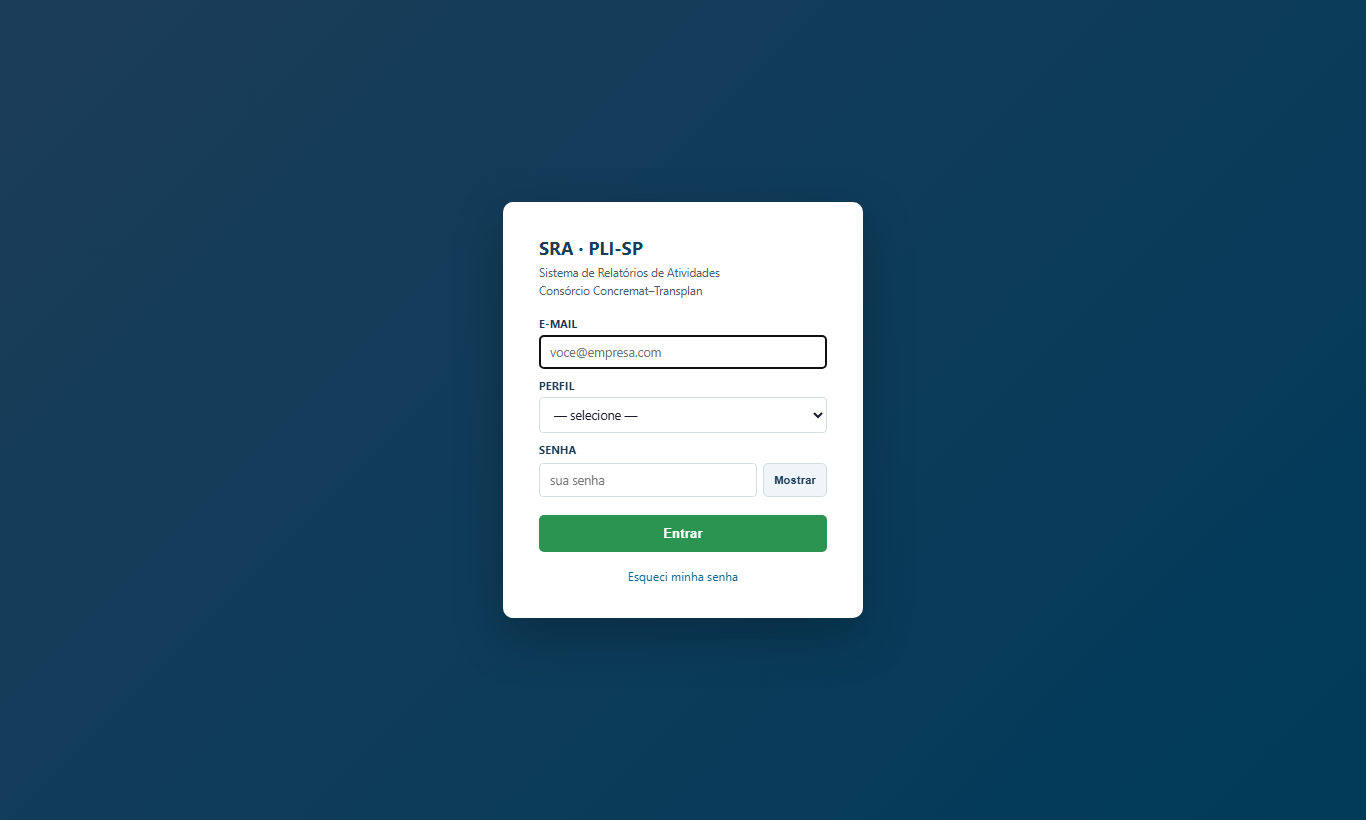 SRA · PLI-SP
Sistema de Relatórios de Atividades
Consórcio Concremat–Transplan
E-MAIL
voce@empresa.com
PERFIL
— selecione —
SENHA
sua senha
Mostrar
Entrar
Esqueci minha senha